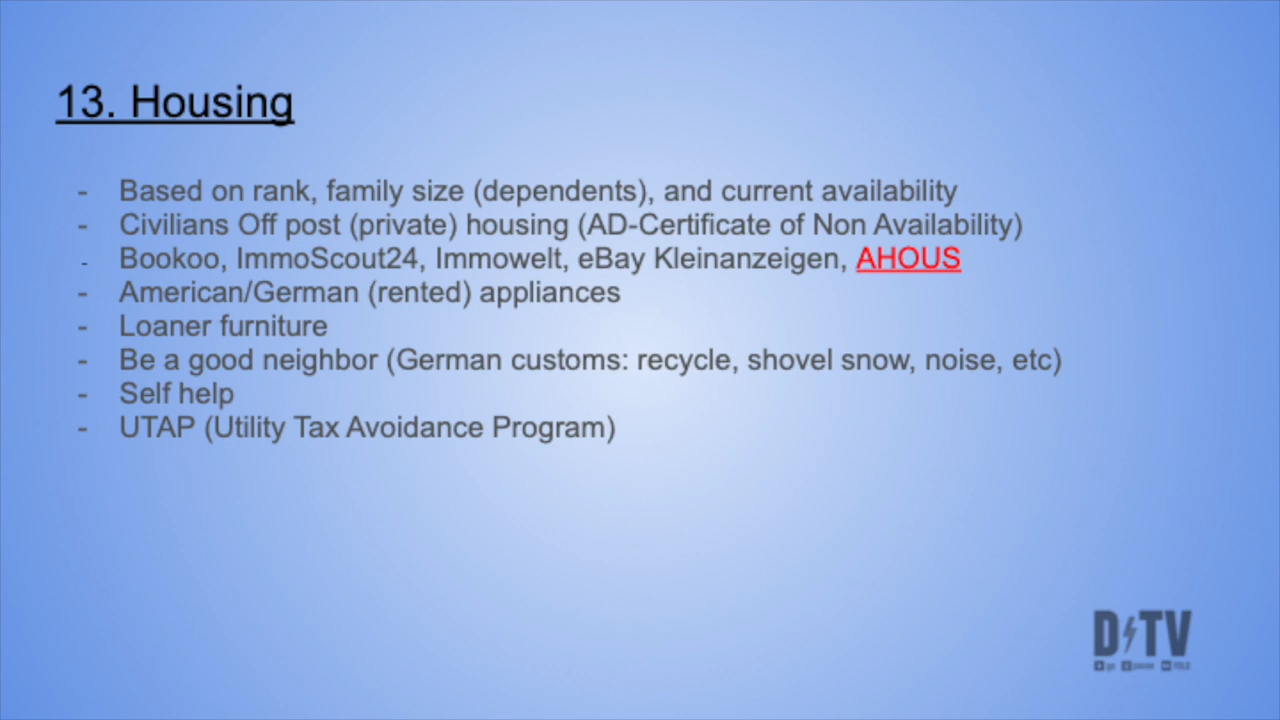 13. Housing
- Based on rank, family size (dependents), and current availability
- Civilians Off post (private) housing (AD-Certificate of Non Availability)
- Bookoo, ImmoScout24, Immowelt, eBay Kleinanzeigen, AHOUS
- American/German (rented) appliances
- Loaner furniture
- Be a good neighbor (German customs: recycle, shovel snow, noise, etc)
- Self help
- UTAP (Utility Tax Avoidance Program)
D TV